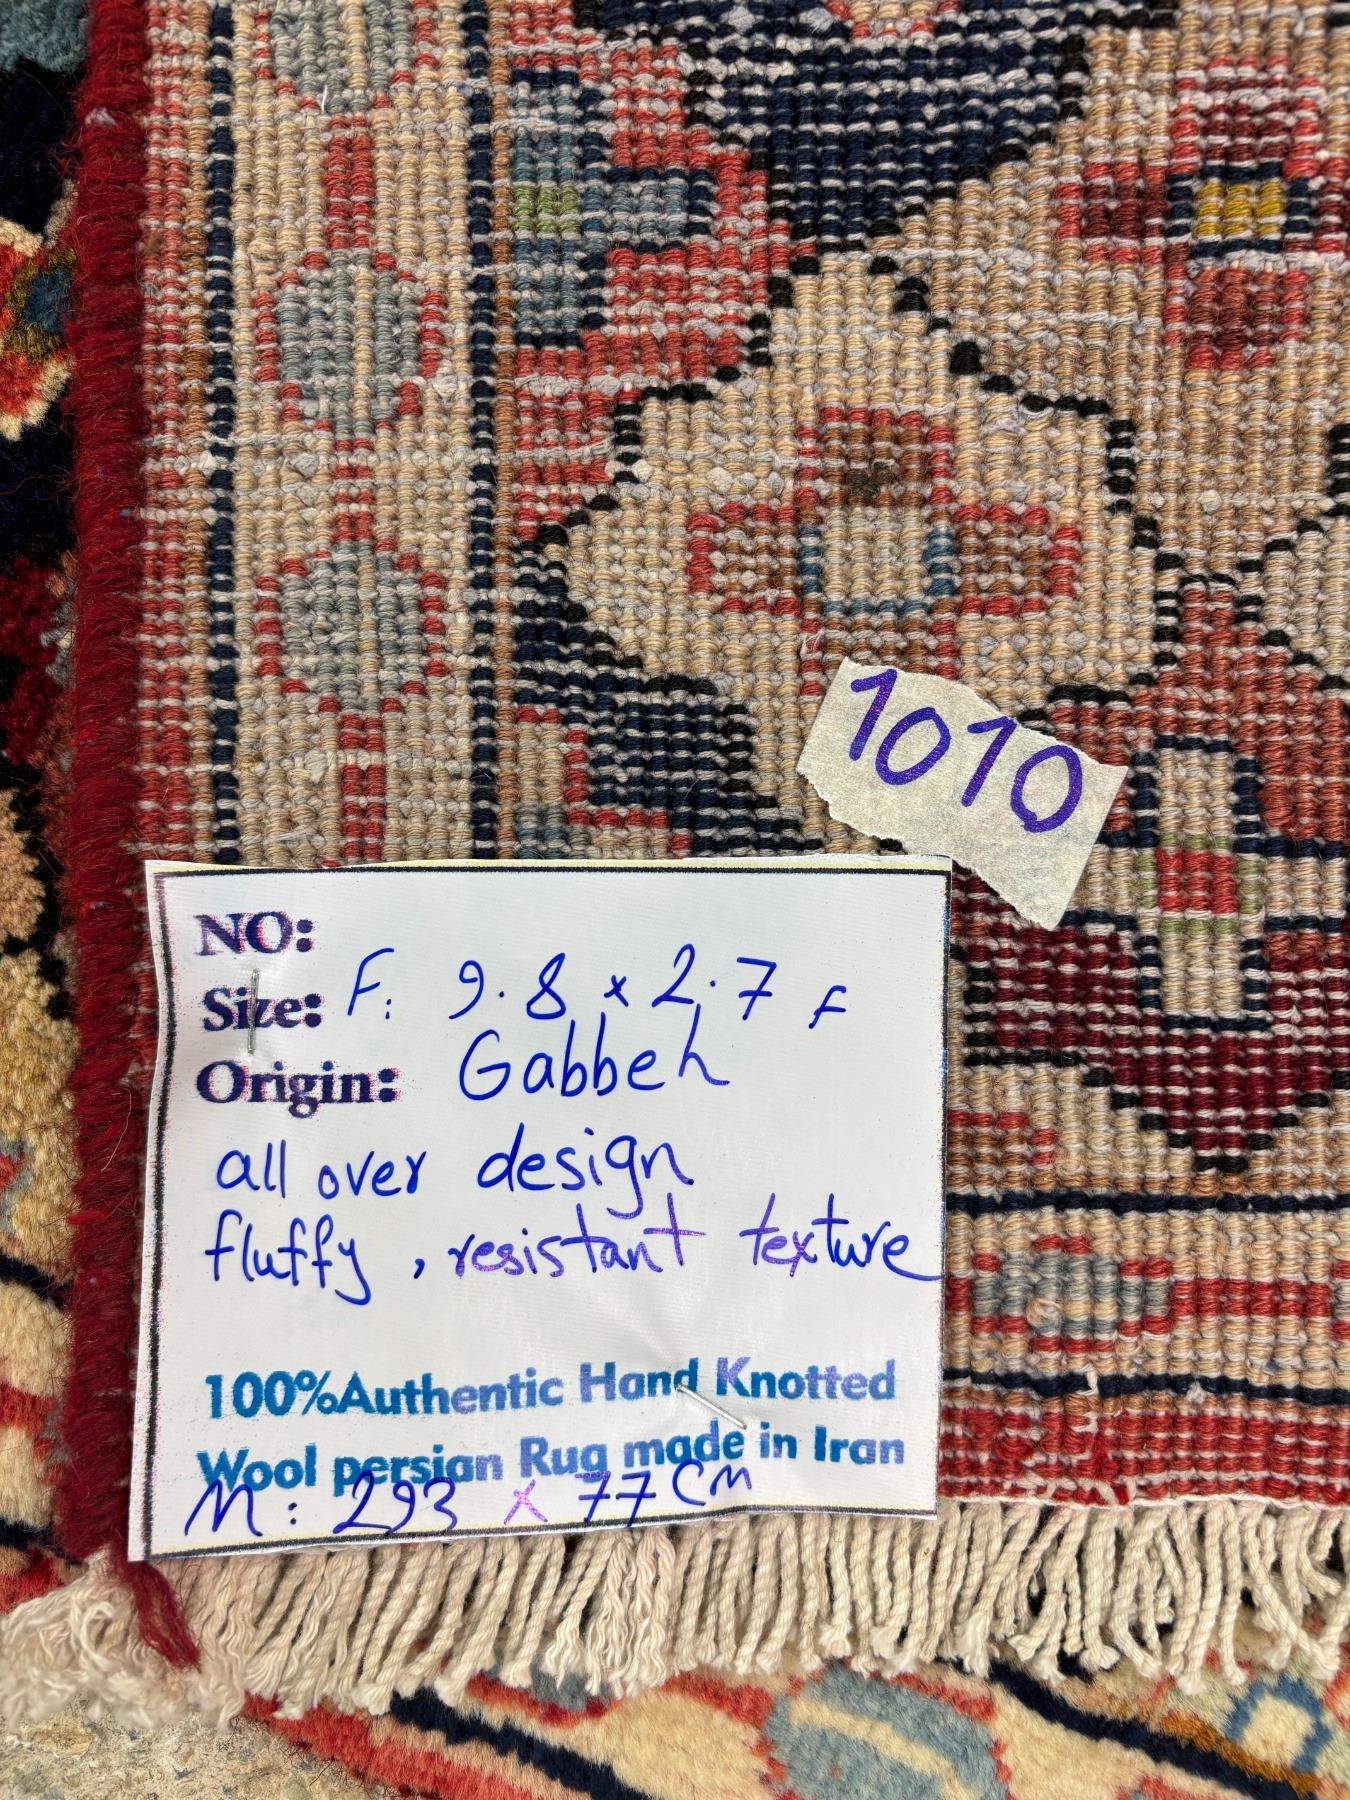 1010
NO:
Size: F: 9.8 x 2.7 F
Origin: Gabbeh
all over design
fluffy, resistant texture
100%Authentic Hand Knotted
Wool persian Rug made in Iran
M: 293 x 77 cm